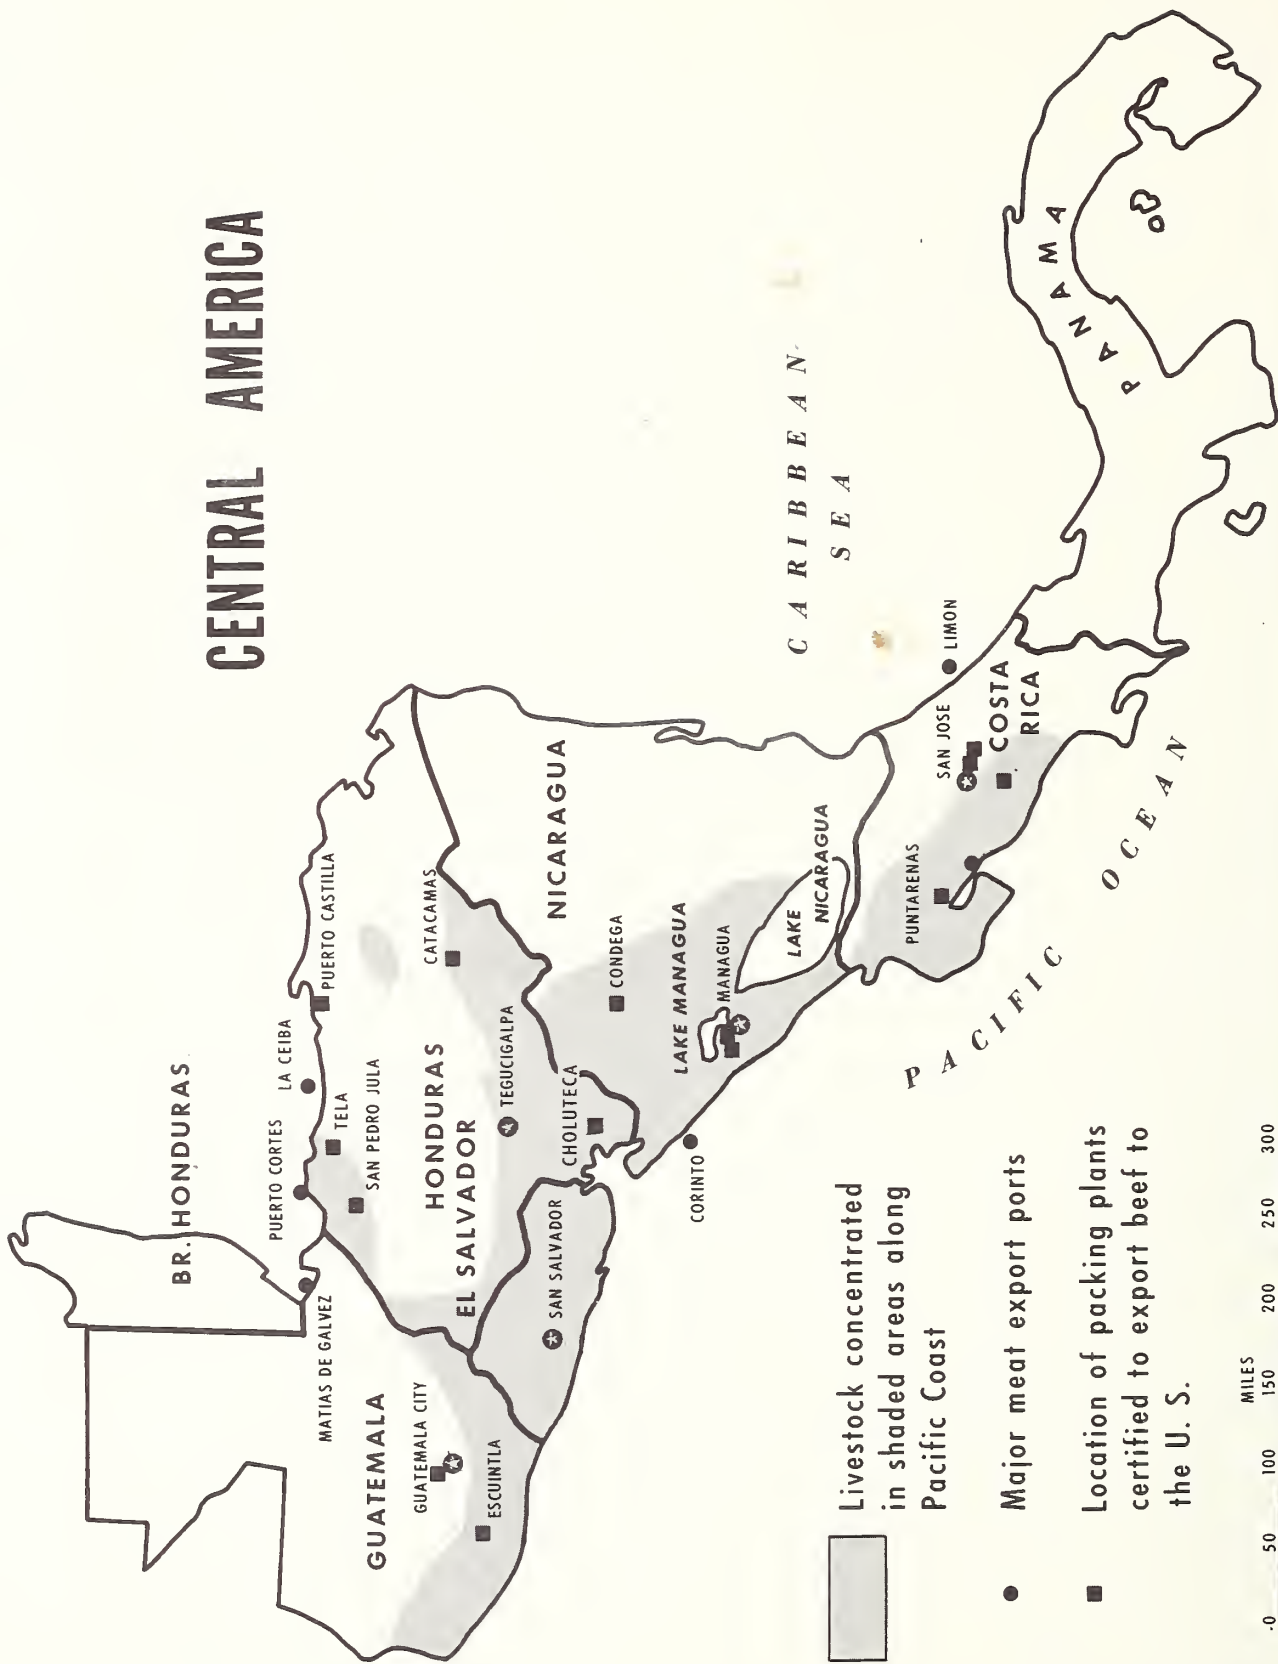 CENTRAL AMERICA
BR. HONDURAS
PUERTO CORTES
LA CEIBA
PUERTO CASTILLA
TELA
SAN PEDRO JULA
MATIAS DE GALVEZ
GUATEMALA
GUATEMALA CITY
ESCUINTLA
HONDURAS
CATACAMAS
TEGUCIGALPA
CHOLUTECA
EL SALVADOR
SAN SALVADOR
NICARAGUA
CONDEGA
LAKE MANAGUA
MANAGUA
LAKE
NICARAGUA
CORINTO
CARIBBEAN
SEA
PUNTARENAS
SAN JOSE
LIMON
COSTA
RICA
PANAMA
PACIFIC OCEAN
Livestock concentrated
in shaded areas along
Pacific Coast
Major meat export ports
Location of packing plants
certified to export beef to
the U. S.
MILES
0 50 100 150 200 250 300